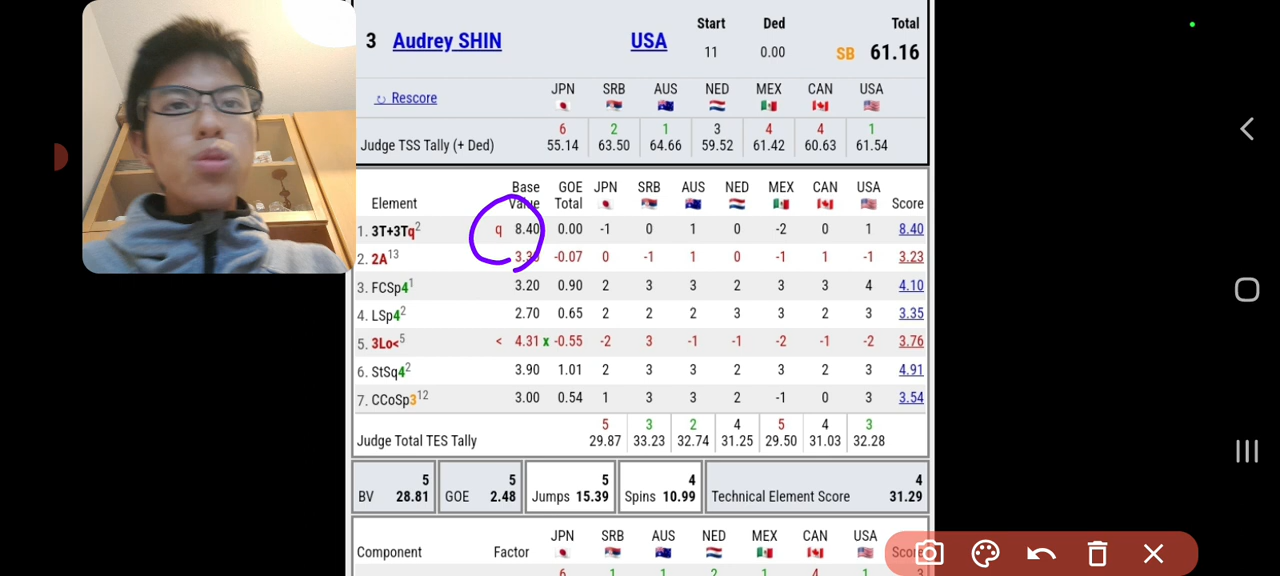 3 Audrey SHIN USA Start Ded Total
11 0.00 SB 61.16
↻ Rescore JPN SRB AUS NED MEX CAN USA
6 2 1 3 4 4 1
Judge TSS Tally (+ Ded) 55.14 63.50 64.66 59.52 61.42 60.63 61.54
Element Base Value GOE Total JPN SRB AUS NED MEX CAN USA Score
1. 3T+3Tq2 q 8.40 0.00 -1 0 1 0 -2 0 1 8.40
2. 2A13 3.30 -0.07 0 -1 1 0 -1 1 -1 3.23
3. FCSp41 3.20 0.90 2 3 3 2 3 3 4 4.10
4. LSp42 2.70 0.65 2 2 2 3 3 2 3 3.35
5. 3Lo<5 < 4.31 x -0.55 -2 3 -1 -1 -2 -1 -2 3.76
6. StSq42 3.90 1.01 2 3 3 2 3 2 3 4.91
7. CCoSp312 3.00 0.54 1 3 3 2 -1 0 3 3.54
5 3 2 4 5 4 3
Judge Total TES Tally 29.87 33.23 32.74 31.25 29.50 31.03 32.28
5 5 5 4 4
BV 28.81 GOE 2.48 Jumps 15.39 Spins 10.99 Technical Element Score 31.29
JPN SRB AUS NED MEX CAN USA
Component Factor Score
6 1 1 2 1 4 1 3